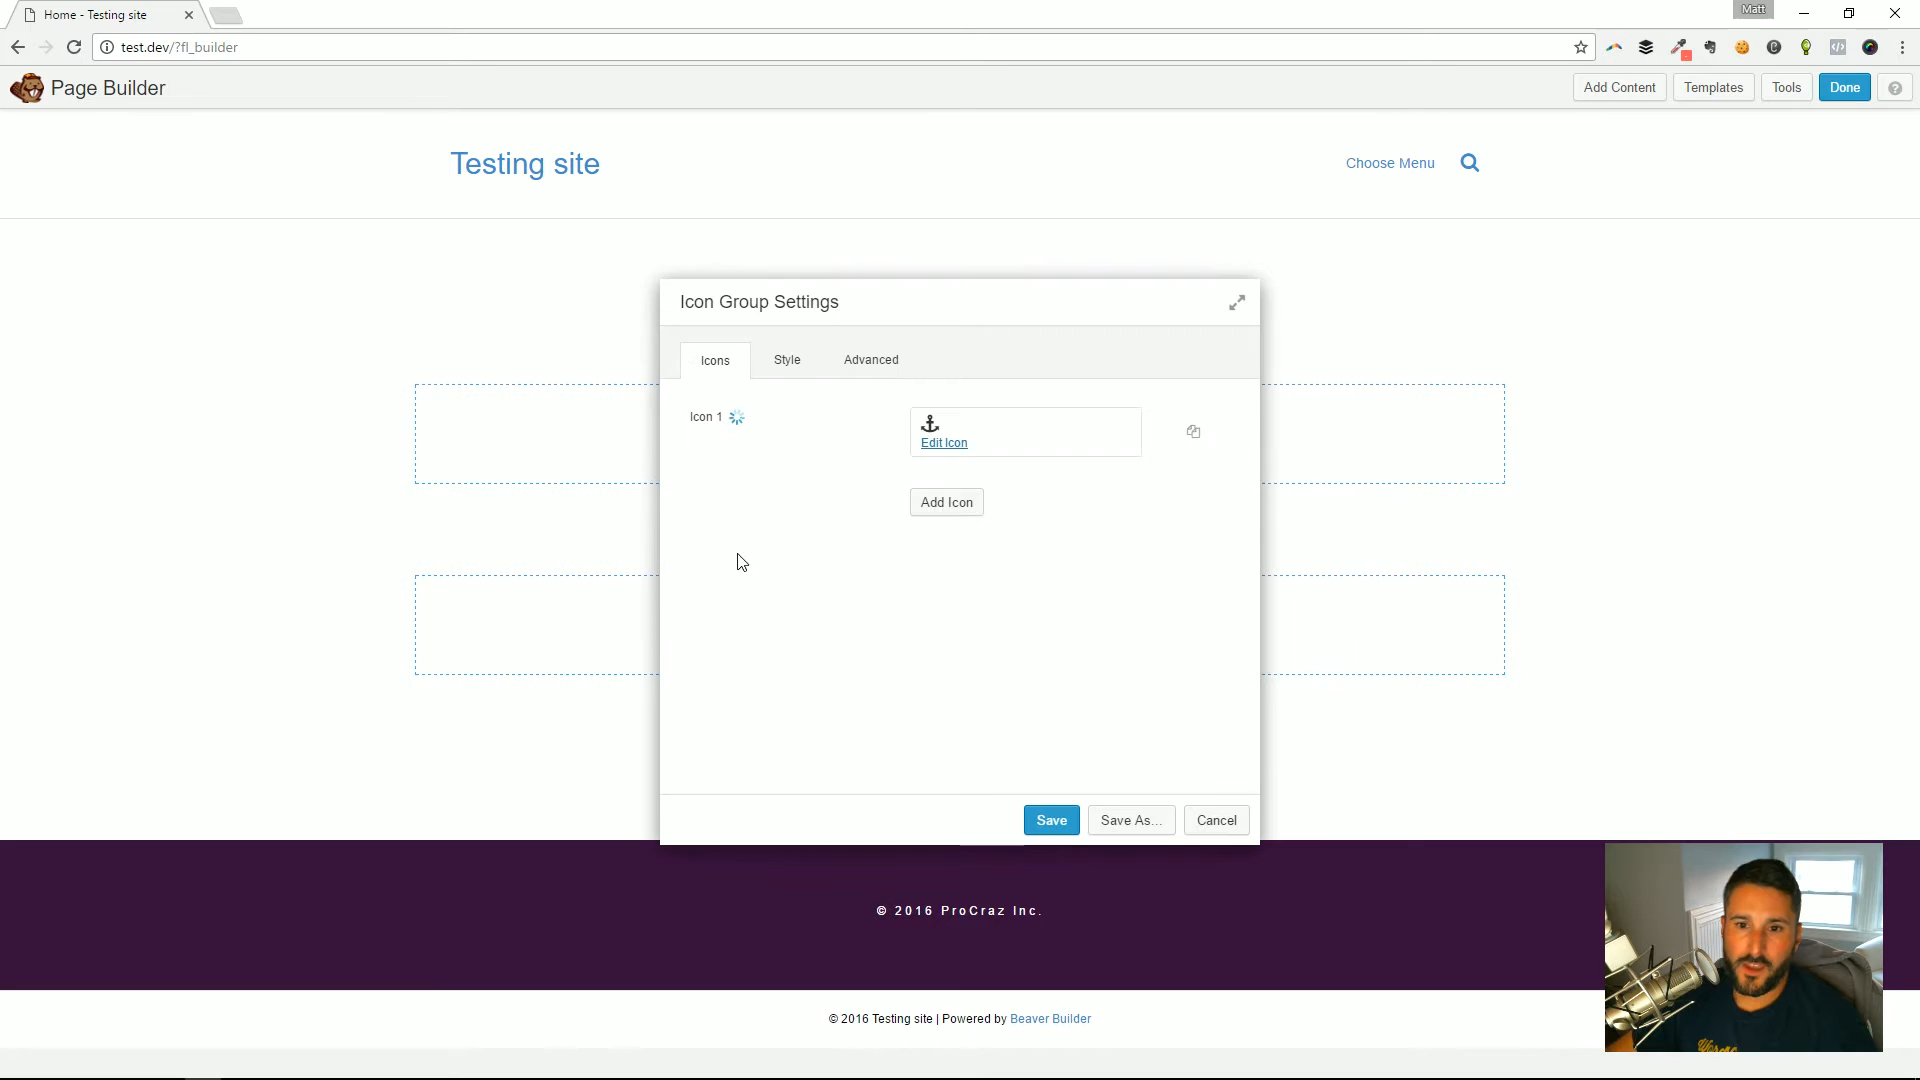 Home - Testing site
Matt
test.dev/?fl_builder
Page Builder
Add Content
Templates
Tools
Done
Testing site
Choose Menu
Icon Group Settings
Icons
Style
Advanced
Icon 1
Edit Icon
Add Icon
Save
Save As...
Cancel
© 2016 ProCraz Inc.
© 2016 Testing site | Powered by Beaver Builder